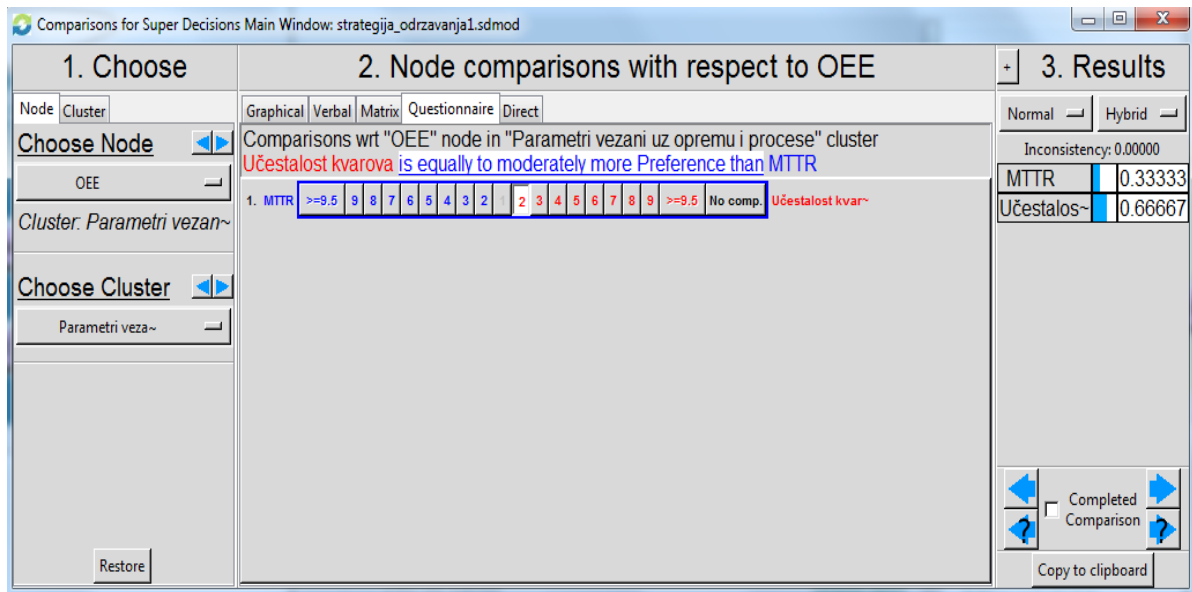 Comparisons for Super Decisions Main Window: strategija_odrzavanja1.sdmod
1. Choose
Node Cluster
Choose Node
OEE
Cluster: Parametri vezan~
Choose Cluster
Parametri veza~
Restore
2. Node comparisons with respect to OEE
Graphical Verbal Matrix Questionnaire Direct
Comparisons wrt "OEE" node in "Parametri vezani uz opremu i procese" cluster
Učestalost kvarova is equally to moderately more Preference than MTTR
1. MTTR >=9.5 9 8 7 6 5 4 3 2 1 2 3 4 5 6 7 8 9 >=9.5 No comp. Učestalost kvar~
+ 3. Results
Normal Hybrid
Inconsistency: 0.00000
MTTR 0.33333
Učestalos~ 0.66667
Completed
Comparison
? ?
Copy to clipboard